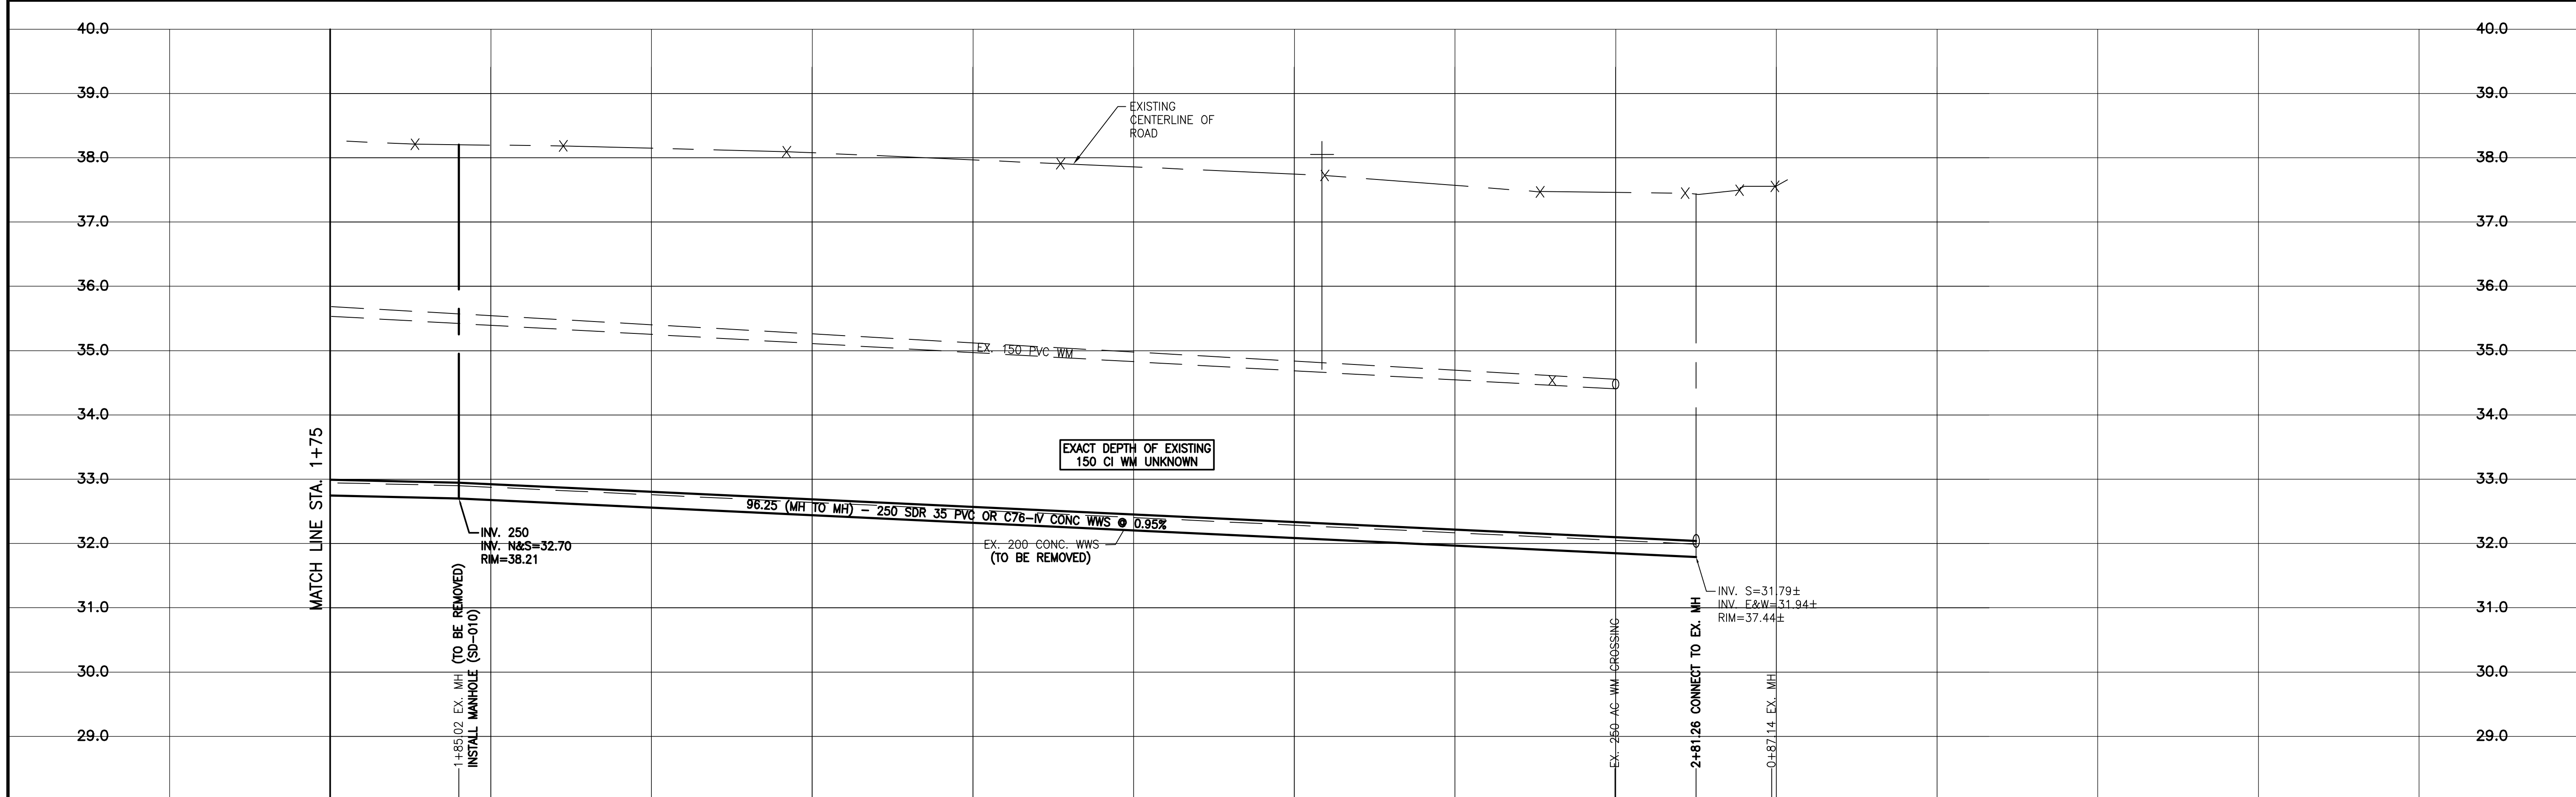 40.0 40.0
39.0 39.0
EXISTING
CENTERLINE OF
ROAD
38.0 38.0
37.0 37.0
36.0 36.0
35.0 35.0
EX. 150 PVC WM
34.0 34.0
EXACT DEPTH OF EXISTING
150 CI WM UNKNOWN
33.0 33.0
MATCH LINE STA. 1+75
96.25 (MH TO MH) - 250 SDR 35 PVC OR C76-IV CONC WWS @ 0.95%
INV. 250
INV. N&S=32.70
RIM=38.21
32.0 32.0
EX. 200 CONC. WWS
(TO BE REMOVED)
INV. S=31.79±
INV. E&W=31.94±
RIM=37.44±
31.0 31.0
30.0 30.0
29.0 29.0
1+85.02 EX. MH (TO BE REMOVED)
INSTALL MANHOLE (SD-010)
EX. 250 AC WM CROSSING
2+81.26 CONNECT TO EX. MH
0+87.14 EX. MH